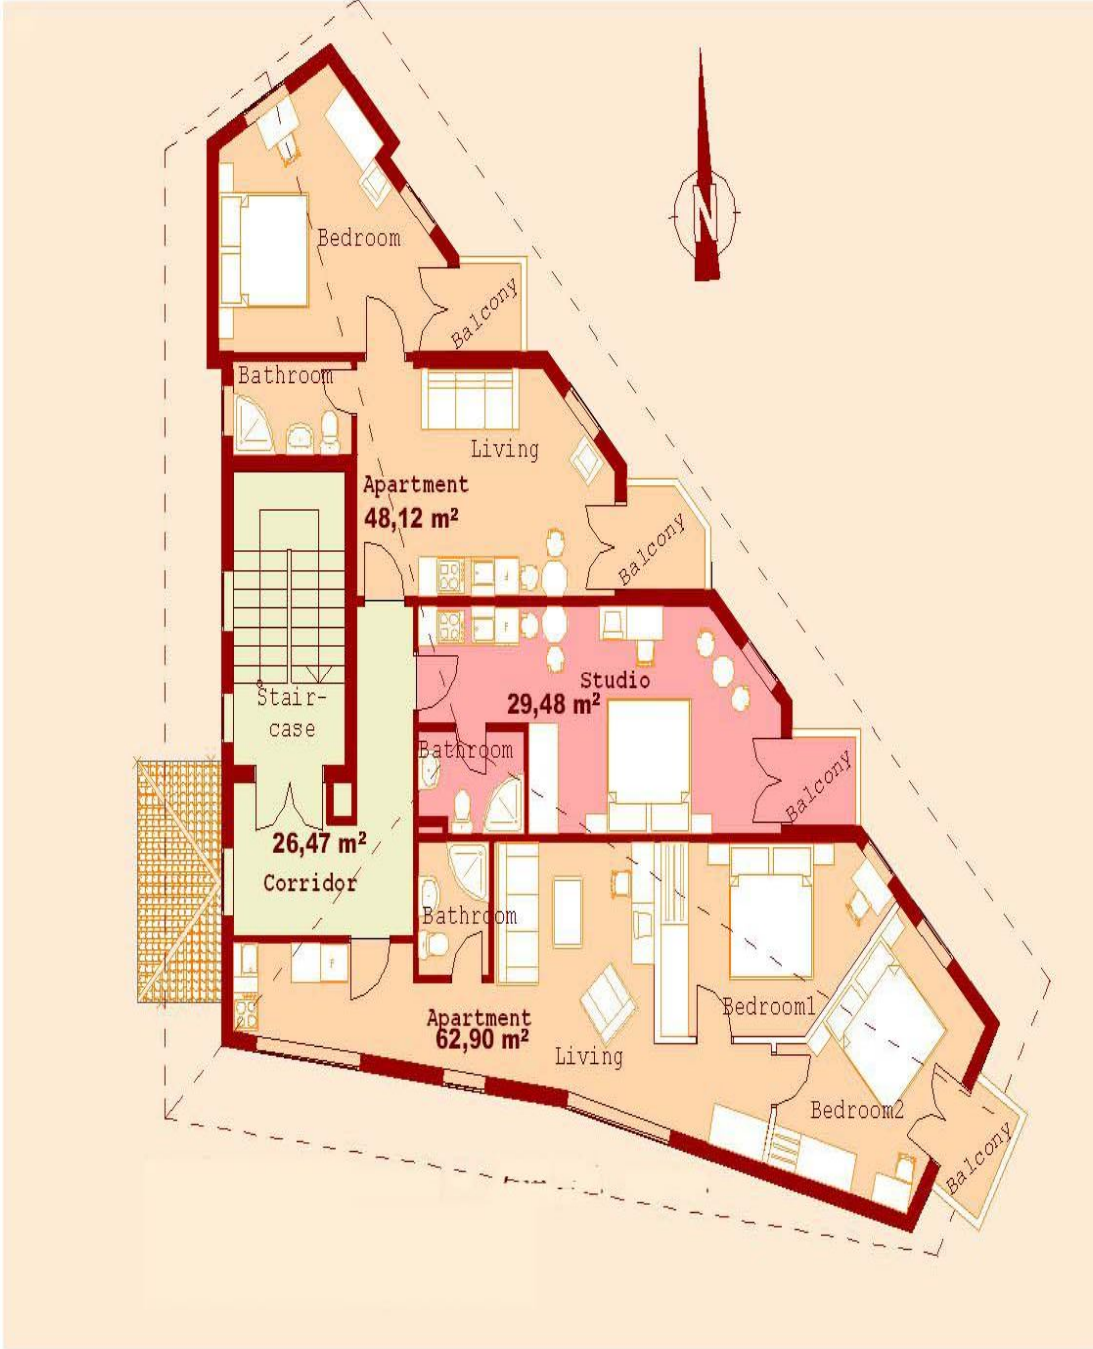 N
Bedroom
Balcony
Bathroom
Living
Apartment
48,12 m²
Balcony
F
F
Studio
29,48 m²
Stair-
case
Bathroom
Balcony
26,47 m²
Corridor
Bathroom
F
Bedroom1
Apartment
62,90 m²
Living
Bedroom2
Balcony